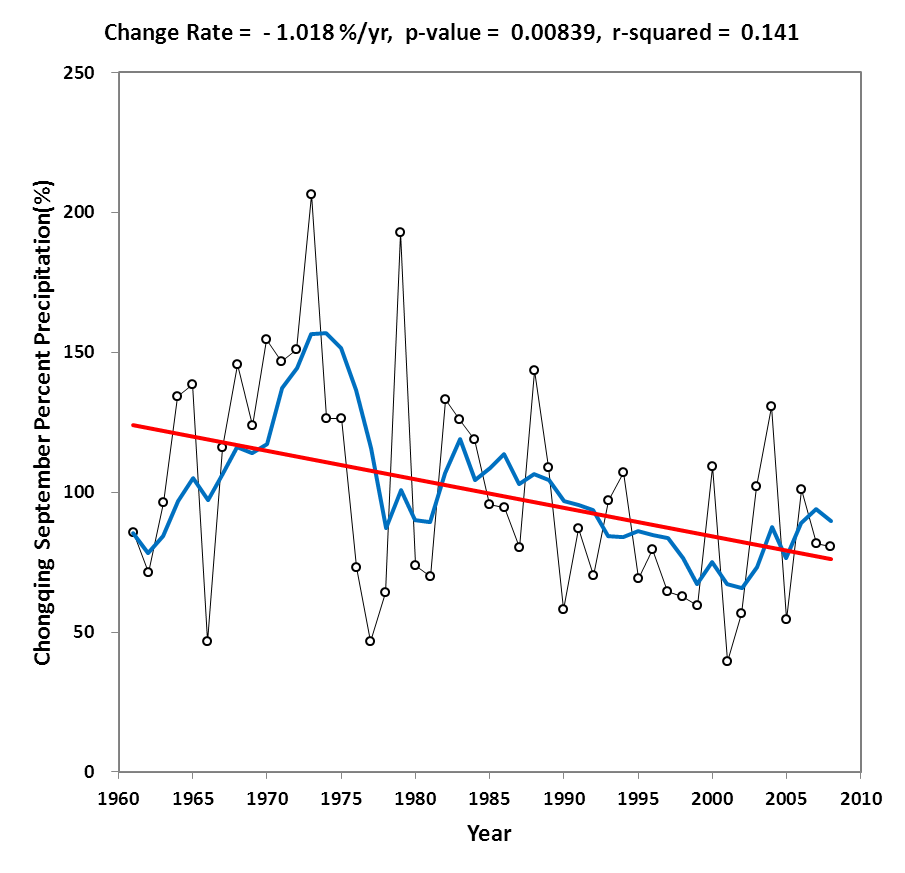 Change Rate = - 1.018 %/yr, p-value = 0.00839, r-squared = 0.141
250
200
150
100
50
0
Chongqing September Percent Precipitation(%)
1960 1965 1970 1975 1980 1985 1990 1995 2000 2005 2010
Year